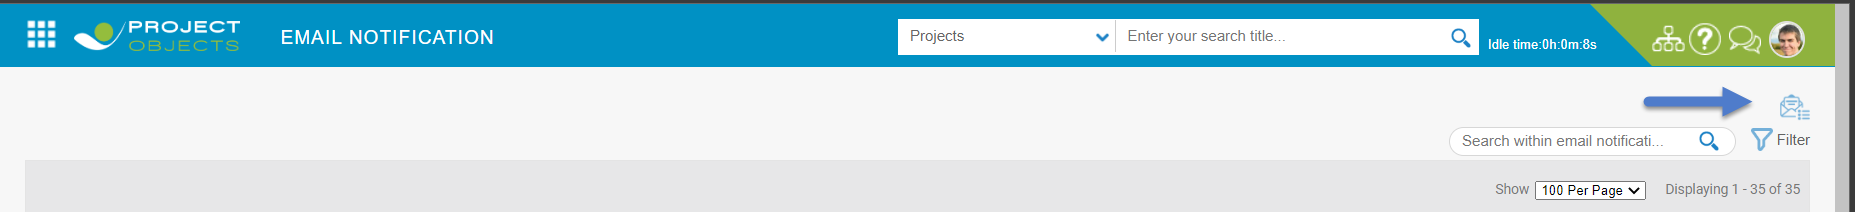 PROJECT
OBJECTS
EMAIL NOTIFICATION
Projects
Enter your search title...
Idle time:0h:0m:8s
?
Search within email notificati...
Filter
Show 100 Per Page Displaying 1 - 35 of 35